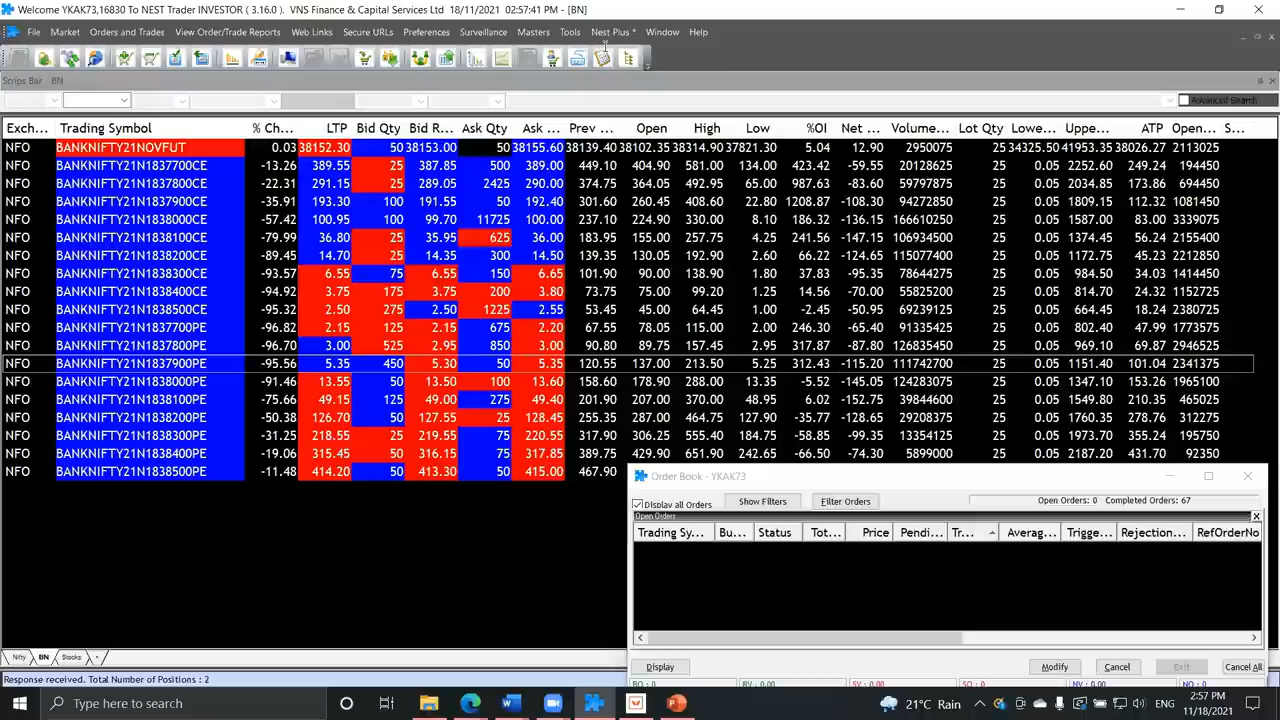 Welcome YKAK73,16830 To NEST Trader INVESTOR ( 3.16.0 ). VNS Finance & Capital Services Ltd 18/11/2021 02:57:41 PM - [BN]
File Market Orders and Trades View Order/Trade Reports Web Links Secure URLs Preferences Surveillance Masters Tools Nest Plus * Window Help
Scrips Bar BN
Advanced Search
Exch... Trading Symbol % Ch... LTP Bid Qty Bid R... Ask Qty Ask ... Prev ... Open High Low %OI Net ... Volume... Lot Qty Lowe... Uppe... ATP Open... S...
NFO BANKNIFTY21NOVFUT 0.03 38152.30 50 38153.00 50 38155.60 38139.40 38102.35 38314.90 37821.30 5.04 12.90 2950075 25 34325.50 41953.35 38026.27 2113025
NFO BANKNIFTY21N1837700CE -13.26 389.55 25 387.85 500 389.00 449.10 404.90 581.00 134.00 423.42 -59.55 20128625 25 0.05 2252.60 249.24 194450
NFO BANKNIFTY21N1837800CE -22.31 291.15 25 289.05 2425 290.00 374.75 364.05 492.95 65.00 987.63 -83.60 59797875 25 0.05 2034.85 173.86 694450
NFO BANKNIFTY21N1837900CE -35.91 193.30 100 191.55 50 192.40 301.60 260.45 408.60 22.80 1208.87 -108.30 94272850 25 0.05 1809.15 112.32 1081450
NFO BANKNIFTY21N1838000CE -57.42 100.95 100 99.70 11725 100.00 237.10 224.90 330.00 8.10 186.32 -136.15 166610250 25 0.05 1587.00 83.00 3339075
NFO BANKNIFTY21N1838100CE -79.99 36.80 25 35.95 625 36.00 183.95 155.00 257.75 4.25 241.56 -147.15 106934500 25 0.05 1374.45 56.24 2155400
NFO BANKNIFTY21N1838200CE -89.45 14.70 25 14.35 300 14.50 139.35 130.05 192.90 2.60 66.22 -124.65 115077400 25 0.05 1172.75 45.23 2212850
NFO BANKNIFTY21N1838300CE -93.57 6.55 75 6.55 150 6.65 101.90 90.00 138.90 1.80 37.83 -95.35 78644275 25 0.05 984.50 34.03 1414450
NFO BANKNIFTY21N1838400CE -94.92 3.75 175 3.75 200 3.80 73.75 75.00 99.20 1.25 14.56 -70.00 55825200 25 0.05 814.70 24.32 1152725
NFO BANKNIFTY21N1838500CE -95.32 2.50 275 2.50 1225 2.55 53.45 45.00 64.45 1.00 -2.45 -50.95 69239125 25 0.05 664.45 18.24 2380725
NFO BANKNIFTY21N1837700PE -96.82 2.15 125 2.15 675 2.20 67.55 78.05 115.00 2.00 246.30 -65.40 91335425 25 0.05 802.40 47.99 1773575
NFO BANKNIFTY21N1837800PE -96.70 3.00 525 2.95 850 3.00 90.80 89.75 157.45 2.95 317.87 -87.80 126835450 25 0.05 969.10 69.87 2946525
NFO BANKNIFTY21N1837900PE -95.56 5.35 450 5.30 50 5.35 120.55 137.00 213.50 5.25 312.43 -115.20 111742700 25 0.05 1151.40 101.04 2341375
NFO BANKNIFTY21N1838000PE -91.46 13.55 50 13.50 100 13.60 158.60 178.90 288.00 13.35 -5.52 -145.05 124283075 25 0.05 1347.10 153.26 1965100
NFO BANKNIFTY21N1838100PE -75.66 49.15 125 49.00 275 49.40 201.90 207.00 370.00 48.95 6.02 -152.75 39844600 25 0.05 1549.80 210.35 465025
NFO BANKNIFTY21N1838200PE -50.38 126.70 50 127.55 25 128.45 255.35 287.00 464.75 127.90 -35.77 -128.65 29208375 25 0.05 1760.35 278.76 312275
NFO BANKNIFTY21N1838300PE -31.25 218.55 25 219.55 75 220.55 317.90 306.25 555.40 184.75 -58.85 -99.35 13354125 25 0.05 1973.70 355.24 195750
NFO BANKNIFTY21N1838400PE -19.06 315.45 50 316.15 75 317.85 389.75 429.90 651.90 242.65 -66.50 -74.30 5899000 25 0.05 2187.20 431.70 92350
NFO BANKNIFTY21N1838500PE -11.48 414.20 50 413.30 25 415.00 467.90
Order Book - YKAK73
Display all Orders Show Filters Filter Orders Open Orders: 0 Completed Orders: 67
Open Orders
Trading Sy... Bu... Status Tot... Price Pendi... Tr... Averag... Trigge... Rejection... RefOrderNo
Nifty BN Stocks
Display Modify Cancel Exit Cancel All
Response received. Total Number of Positions : 2
BQ : 0 BV : 0.00 SV : 0.00 SQ : 0 NV : 0.00 NQ : 0
Type here to search 21°C Rain ENG 2:57 PM
11/18/2021